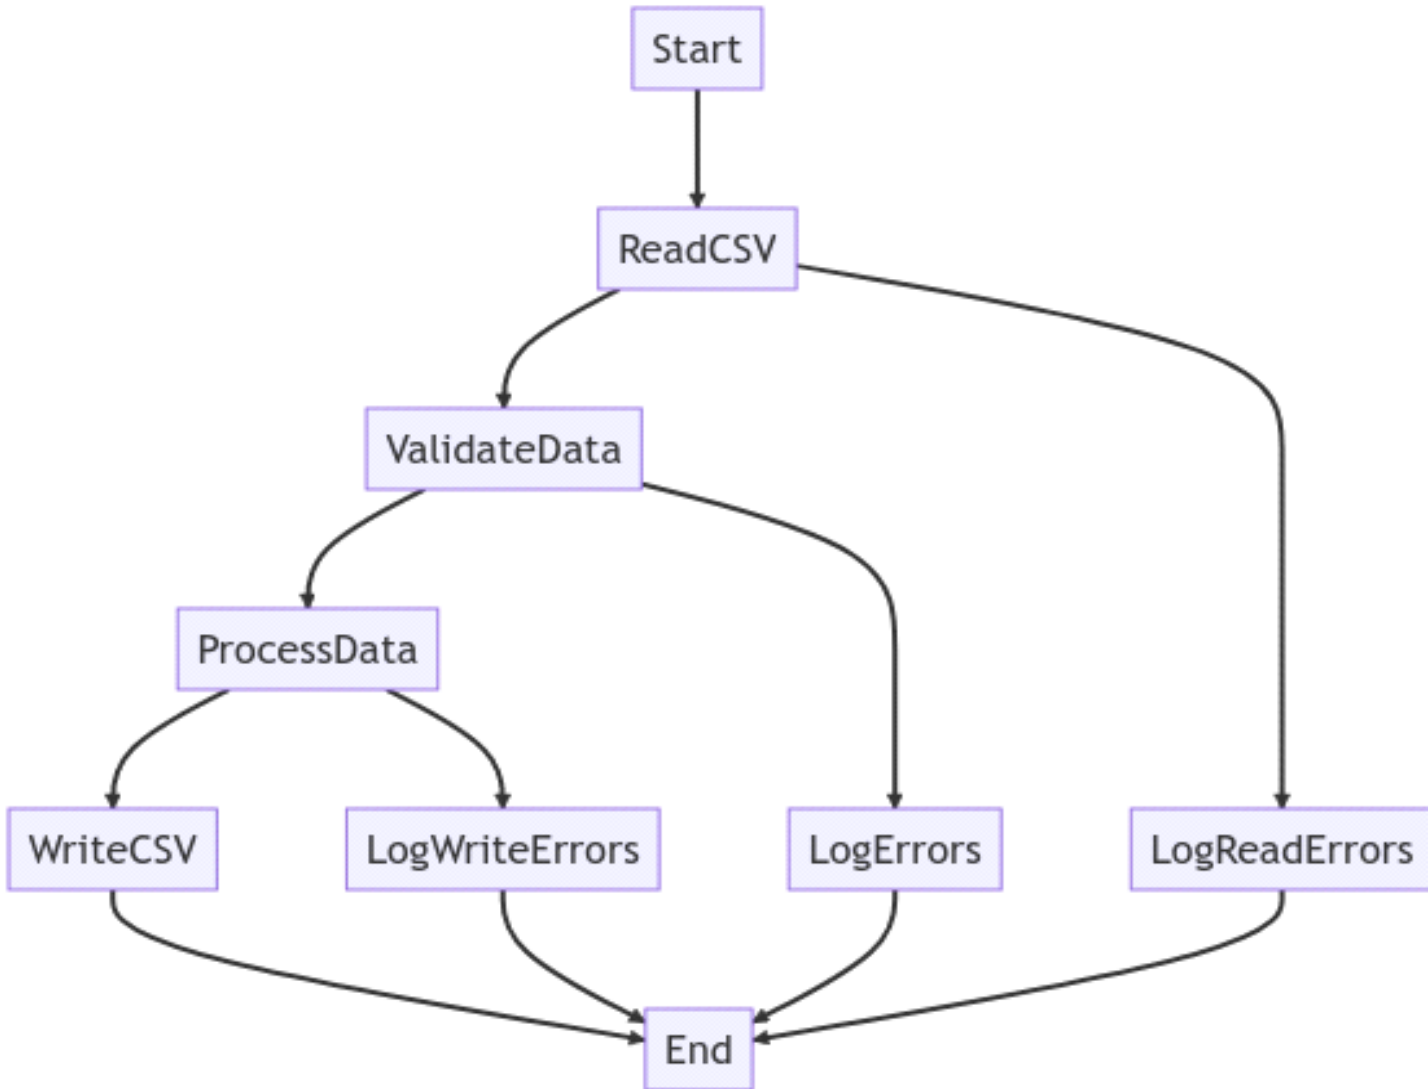 Start
ReadCSV
ValidateData
ProcessData
WriteCSV
LogWriteErrors
LogErrors
LogReadErrors
End